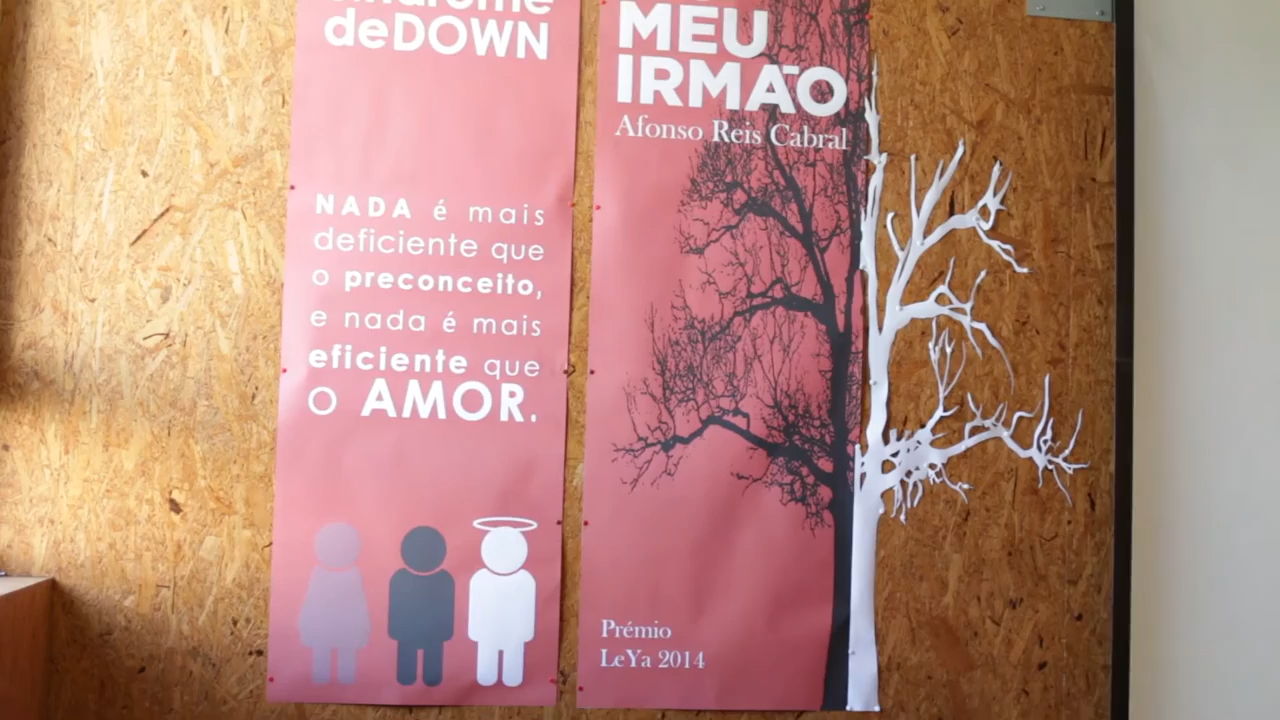 deDOWN
NADA é mais
deficiente que
o preconceito,
e nada é mais
eficiente que
o AMOR.
MEU
IRMÃO
Afonso Reis Cabral
Prémio
LeYa 2014